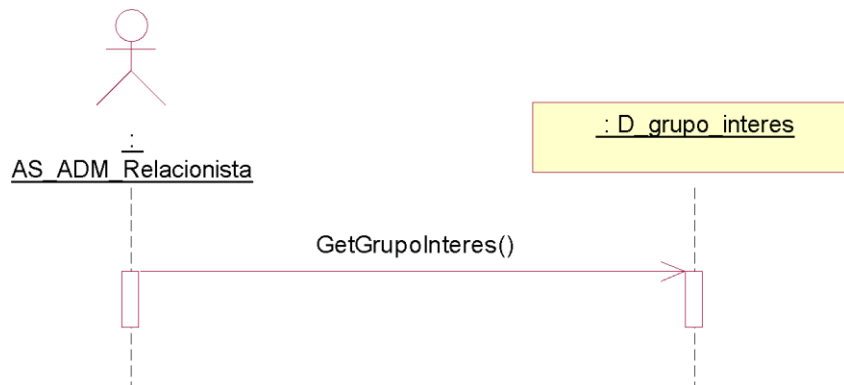 :
AS_ADM_Relacionista
: D_grupo_interes
GetGrupoInteres()